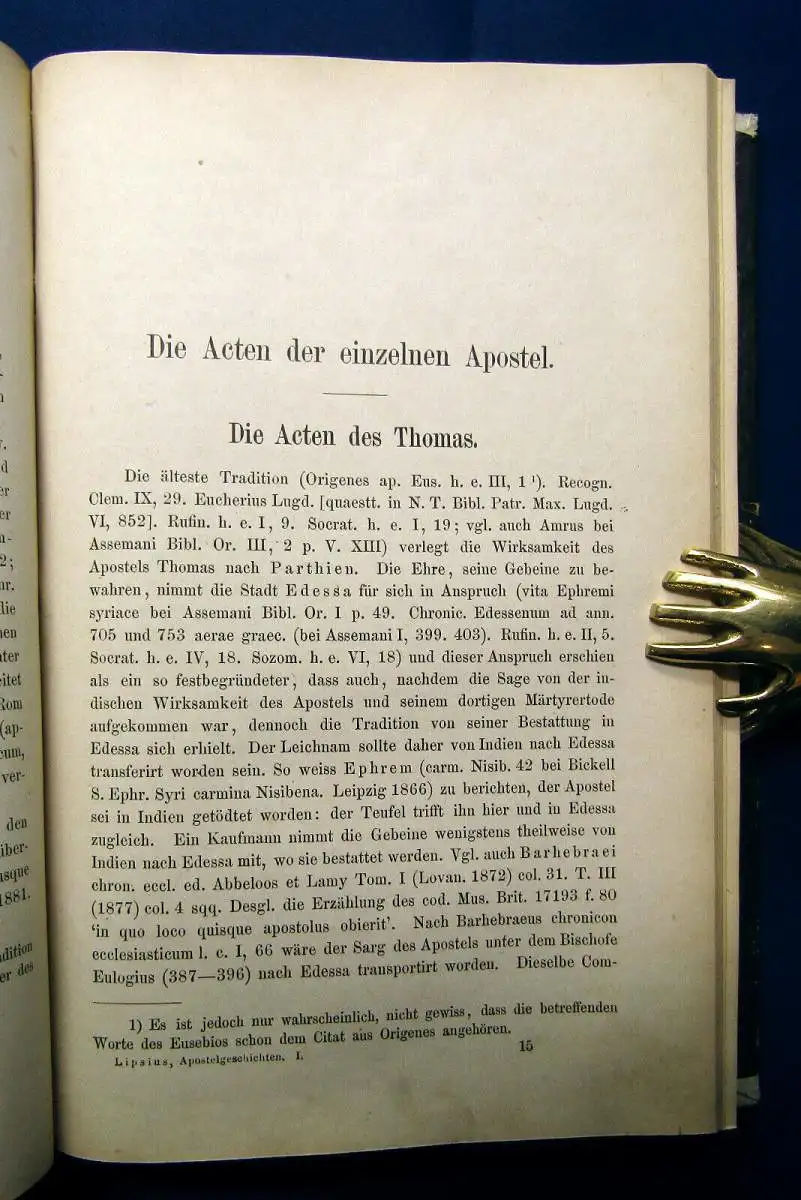 Die Acten der einzelnen Apostel.
Die Acten des Thomas.
Die älteste Tradition (Origenes ap. Eus. h. e. III, 1 ¹). Recogn.
Clem. IX, 29. Eucherius Lugd. [quaestt. in N. T. Bibl. Patr. Max. Lugd.
VI, 852]. Rufin. h. e. I, 9. Socrat. h. e. I, 19; vgl. auch Amrus bei
Assemani Bibl. Or. III, 2 p. V. XIII) verlegt die Wirksamkeit des
Apostels Thomas nach Parthien. Die Ehre, seine Gebeine zu be-
wahren, nimmt die Stadt Edessa für sich in Anspruch (vita Ephremi
syriace bei Assemani Bibl. Or. I p. 49. Chronic. Edessenum ad ann.
705 und 753 aerae graec. (bei Assemani I, 399. 403). Rufin. h. e. II, 5.
Socrat. h. e. IV, 18. Sozom. h. e. VI, 18) und dieser Anspruch erschien
als ein so festbegründeter, dass auch, nachdem die Sage von der in-
dischen Wirksamkeit des Apostels und seinem dortigen Märtyrertode
aufgekommen war, dennoch die Tradition von seiner Bestattung in
Edessa sich erhielt. Der Leichnam sollte daher von Indien nach Edessa
transferirt worden sein. So weiss Ephrem (carm. Nisib. 42 bei Bickell
S. Ephr. Syri carmina Nisibena. Leipzig 1866) zu berichten, der Apostel
sei in Indien getödtet worden: der Teufel trifft ihn hier und in Edessa
zugleich. Ein Kaufmann nimmt die Gebeine wenigstens theilweise von
Indien nach Edessa mit, wo sie bestattet werden. Vgl. auch Barhebraei
chron. eccl. ed. Abbeloos et Lamy Tom. I (Lovan. 1872) col. 31. T. III
(1877) col. 4 sqq. Desgl. die Erzählung des cod. Mus. Brit. 17193 f. 80
‘in quo loco quisque apostolus obierit’. Nach Barhebraeus chronicon
ecclesiasticum l. c. I, 66 wäre der Sarg des Apostels unter dem Bischofe
Eulogius (387—396) nach Edessa transportirt worden. Dieselbe Com-
1) Es ist jedoch nur wahrscheinlich, nicht gewiss, dass die betreffenden
Worte des Eusebios schon dem Citat aus Origenes angehören.
Lipsius, Apostelgeschichten. I.
15